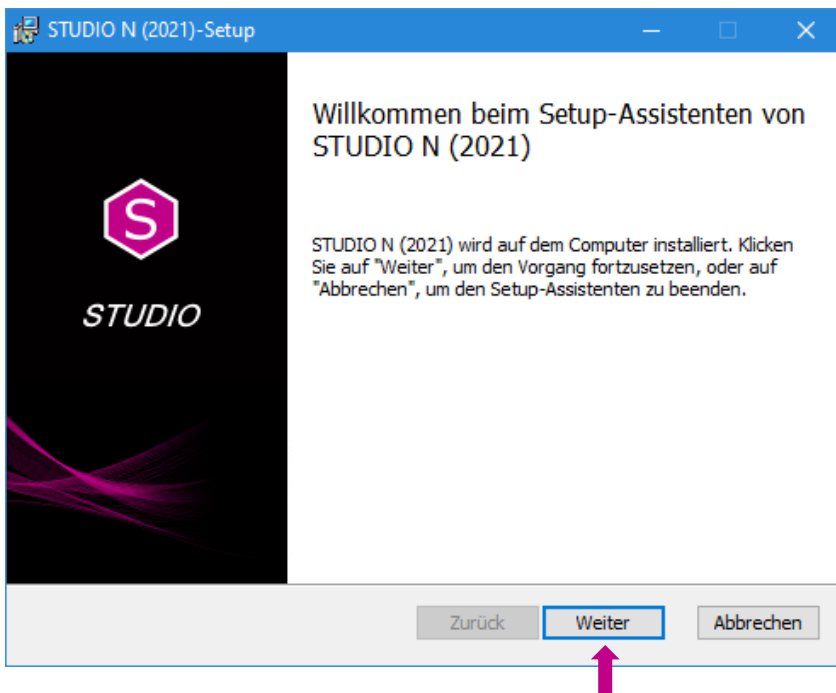 STUDIO N (2021)-Setup
Willkommen beim Setup-Assistenten von
STUDIO N (2021)
S
STUDIO
STUDIO N (2021) wird auf dem Computer installiert. Klicken
Sie auf "Weiter", um den Vorgang fortzusetzen, oder auf
"Abbrechen", um den Setup-Assistenten zu beenden.
Zurück Weiter Abbrechen